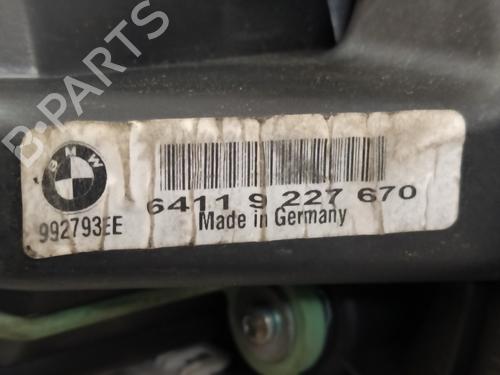 B-PARTS
BMW
6411 9 227 670
992793EE
Made in Germany